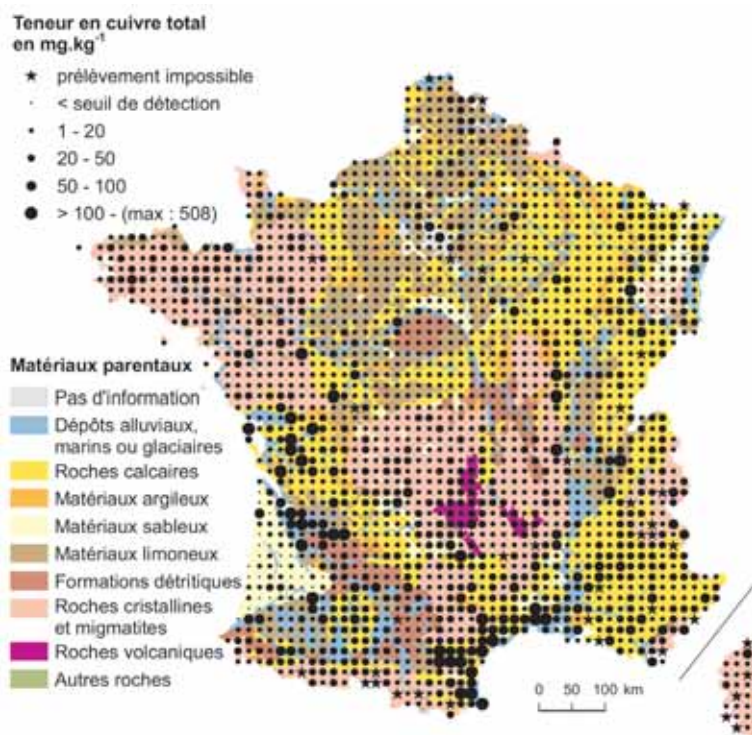 Teneur en cuivre total
en mg.kg⁻¹
prélèvement impossible
< seuil de détection
1 - 20
20 - 50
50 - 100
> 100 - (max : 508)
Matériaux parentaux
Pas d'information
Dépôts alluviaux,
marins ou glaciaires
Roches calcaires
Matériaux argileux
Matériaux sableux
Matériaux limoneux
Formations détritiques
Roches cristallines
et migmatites
Roches volcaniques
Autres roches
0 50 100 km